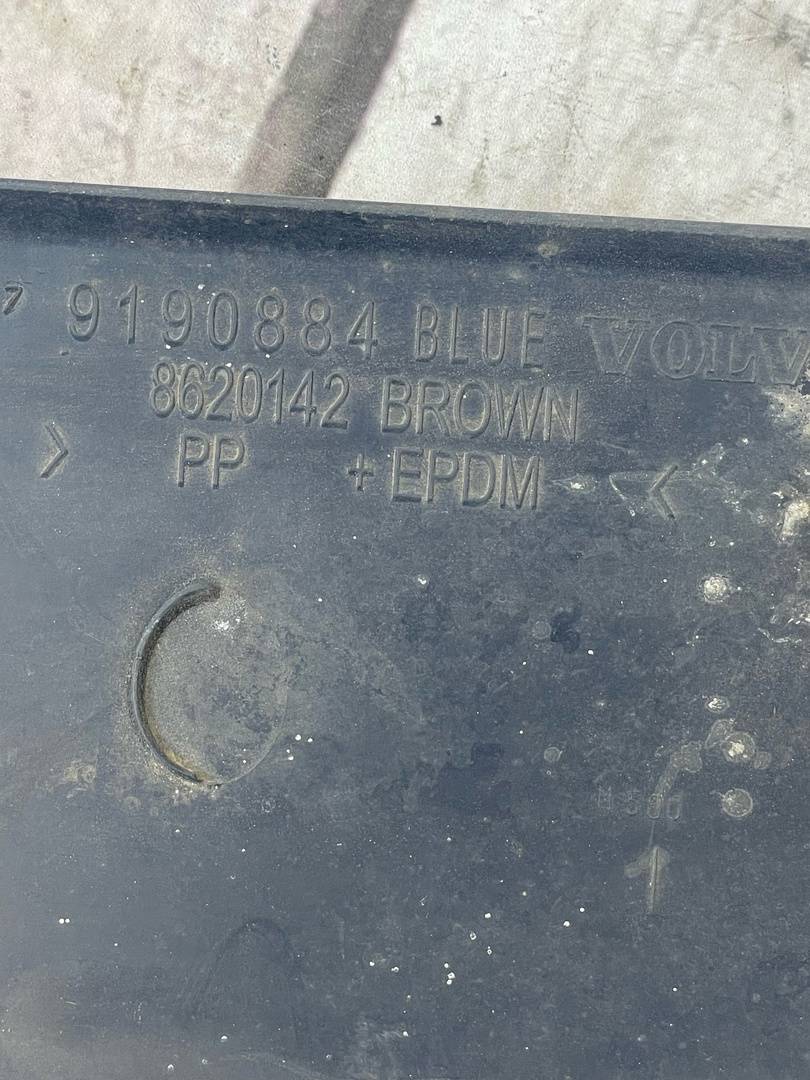 9190884 BLUE VOLV
8620142 BROWN
> PP + EPDM <